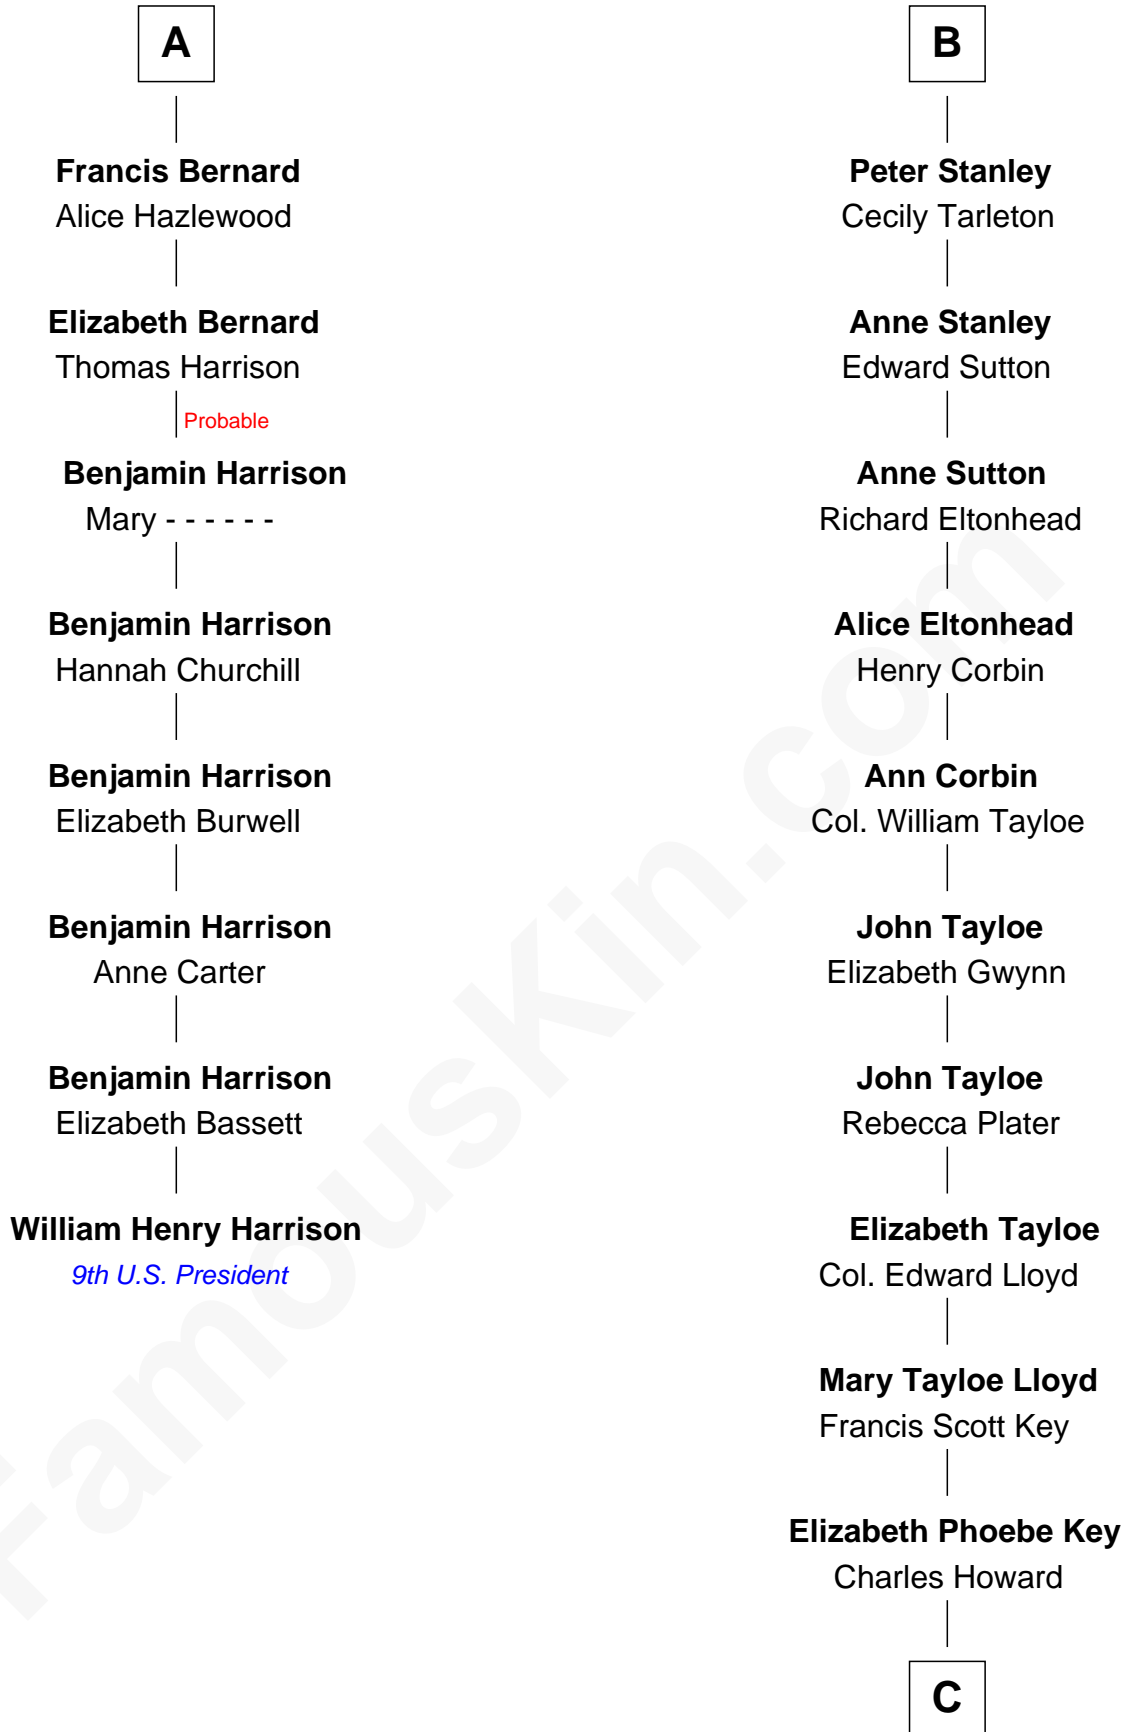 A
Francis Bernard
Alice Hazlewood
Elizabeth Bernard
Thomas Harrison
Probable
Benjamin Harrison
Mary - - - - - -
Benjamin Harrison
Hannah Churchill
Benjamin Harrison
Elizabeth Burwell
Benjamin Harrison
Anne Carter
Benjamin Harrison
Elizabeth Bassett
William Henry Harrison
9th U.S. President
B
Peter Stanley
Cecily Tarleton
Anne Stanley
Edward Sutton
Anne Sutton
Richard Eltonhead
Alice Eltonhead
Henry Corbin
Ann Corbin
Col. William Tayloe
John Tayloe
Elizabeth Gwynn
John Tayloe
Rebecca Plater
Elizabeth Tayloe
Col. Edward Lloyd
Mary Tayloe Lloyd
Francis Scott Key
Elizabeth Phoebe Key
Charles Howard
C
FamousKin.com